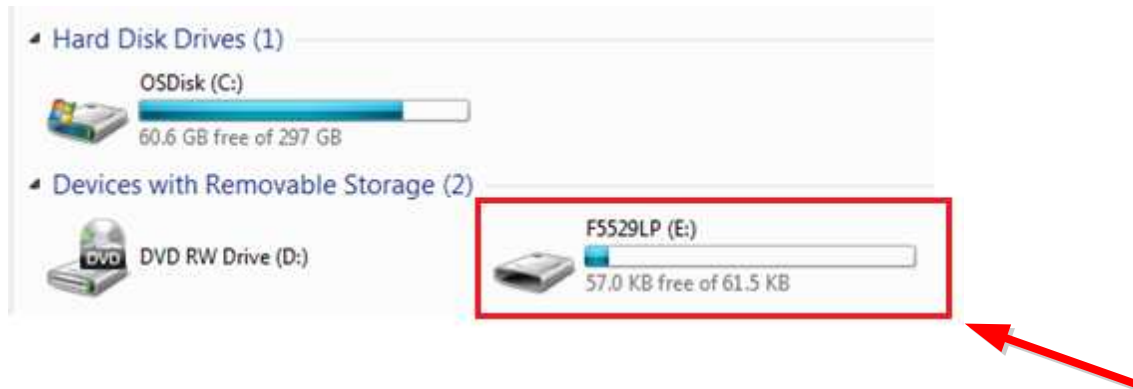 Hard Disk Drives (1)
OSDisk (C:)
60.6 GB free of 297 GB
Devices with Removable Storage (2)
DVD RW Drive (D:)
DVD
F5529LP (E:)
57.0 KB free of 61.5 KB